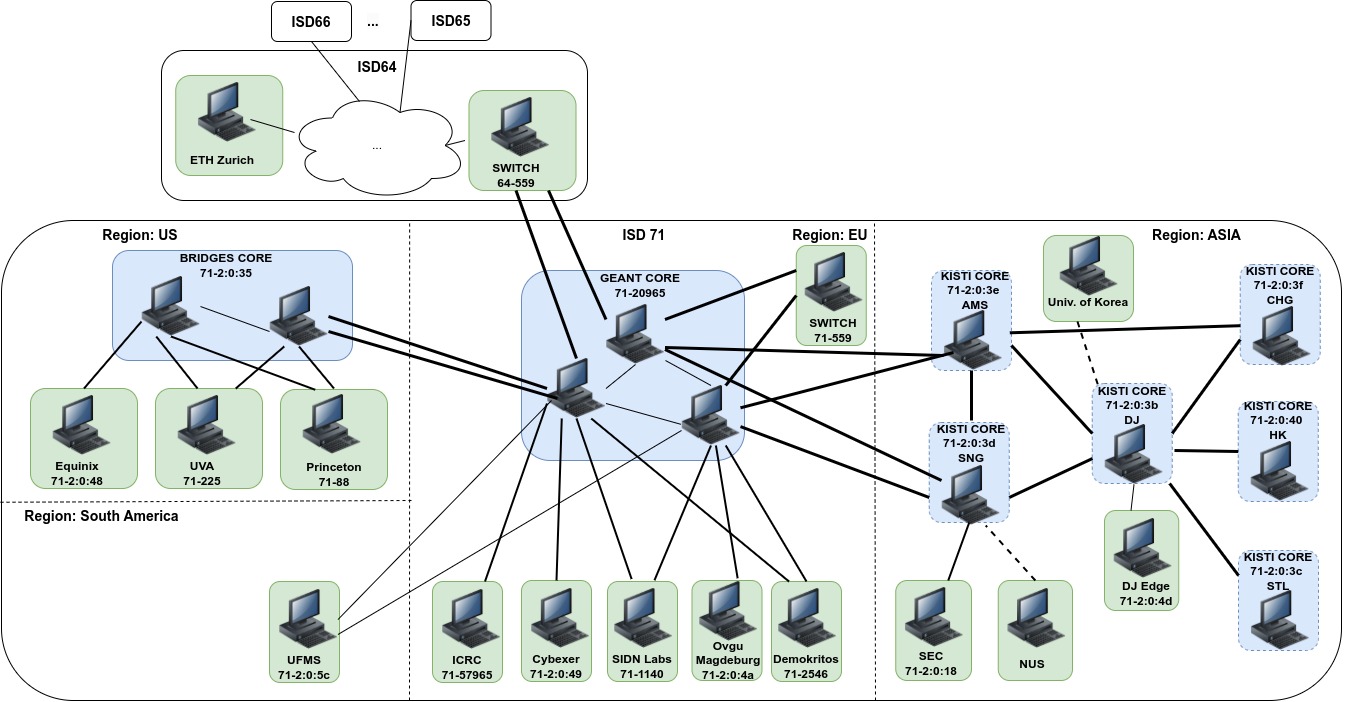 ISD66
...
ISD65
ISD64
ETH Zurich
...
SWITCH
64-559
Region: US
ISD 71
Region: EU
Region: ASIA
BRIDGES CORE
71-2:0:35
GEANT CORE
71-20965
SWITCH
71-559
KISTI CORE
71-2:0:3e
AMS
Univ. of Korea
KISTI CORE
71-2:0:3f
CHG
KISTI CORE
71-2:0:3b
DJ
KISTI CORE
71-2:0:3d
SNG
KISTI CORE
71-2:0:40
HK
Equinix
71-2:0:48
UVA
71-225
Princeton
71-88
Region: South America
KISTI CORE
71-2:0:3c
STL
DJ Edge
71-2:0:4d
UFMS
71-2:0:5c
ICRC
71-57965
Cybexer
71-2:0:49
SIDN Labs
71-1140
Ovgu
Magdeburg
71-2:0:4a
Demokritos
71-2546
SEC
71-2:0:18
NUS